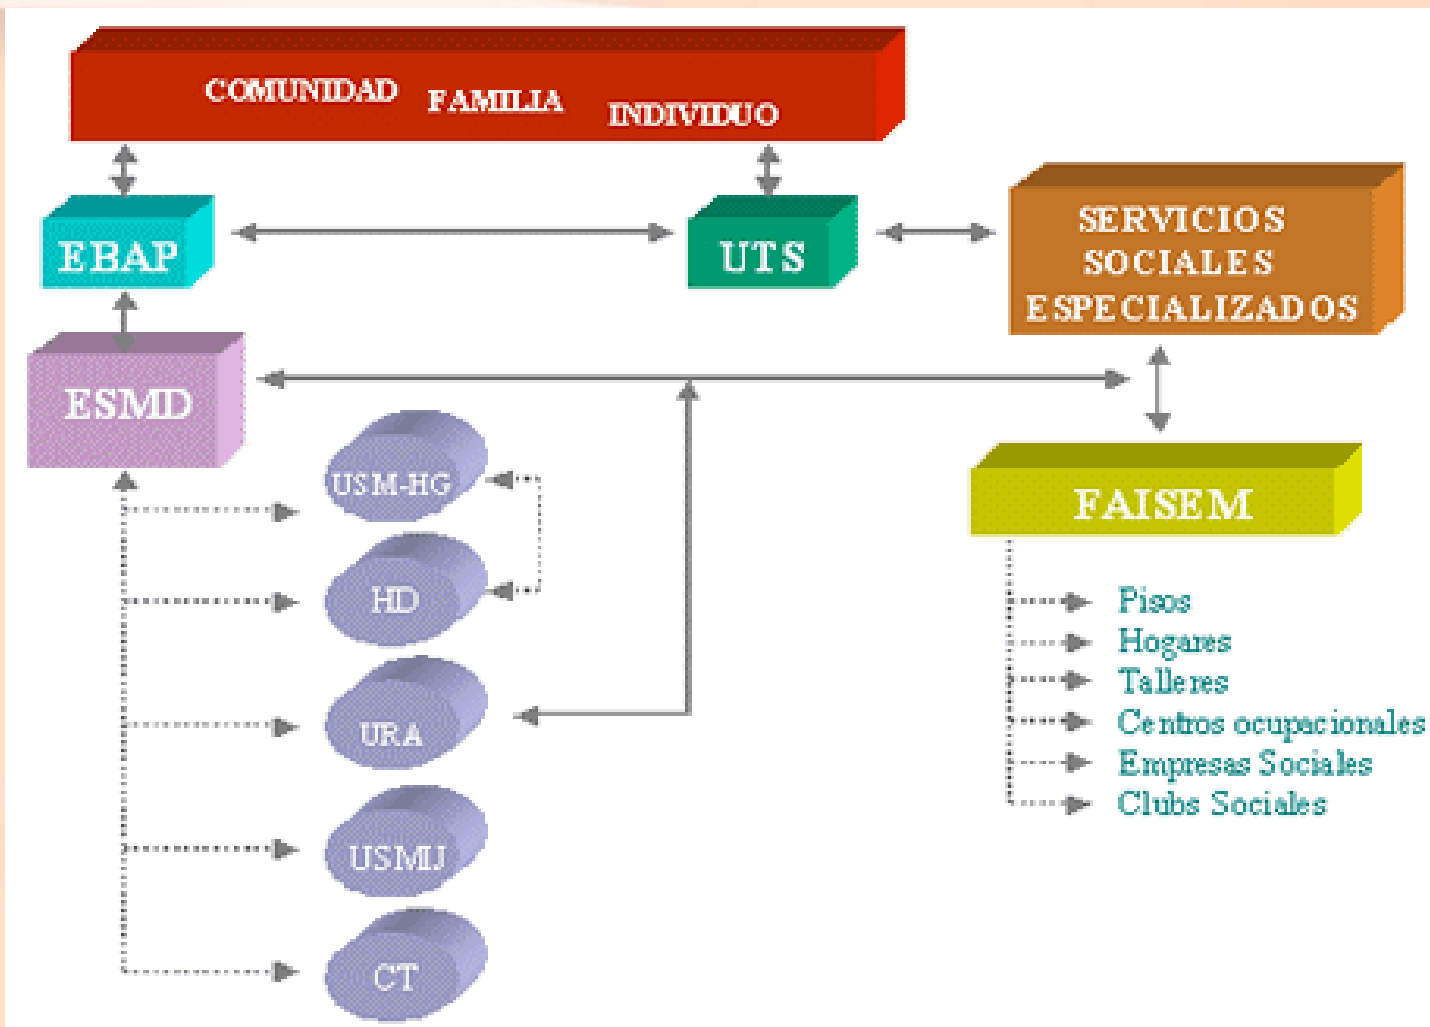 COMUNIDAD FAMILIA INDIVIDUO
EBAP
UTS
SERVICIOS
SOCIALES
ESPECIALIZADOS
ESMD
USM-HG
HD
URA
USMIJ
CT
FAISEM
Pisos
Hogares
Talleres
Centros ocupacionales
Empresas Sociales
Clubs Sociales